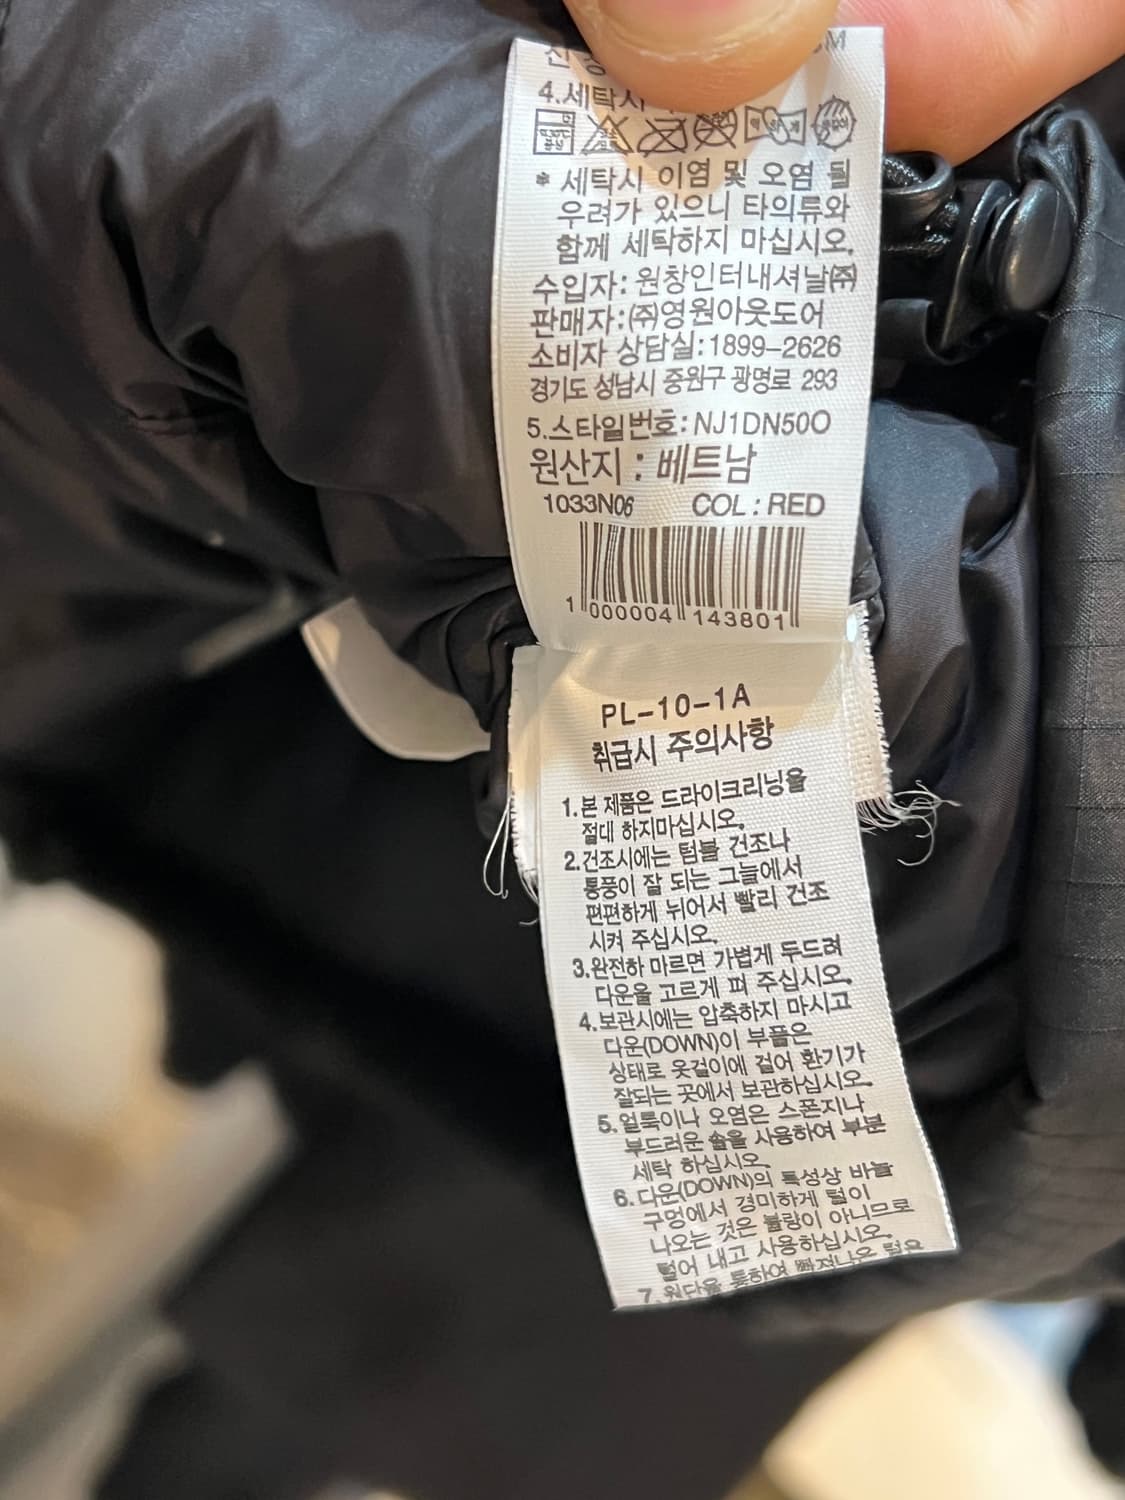 4.세탁시
* 세탁시 이염 및 오염 될
우려가 있으니 타의류와
함께 세탁하지 마십시오.
수입자: 원창인터내셔날㈜
판매자:(주)영원아웃도어
소비자 상담실:1899-2626
경기도 성남시 중원구 광명로 293
5.스타일번호: NJ1DN50O
원산지 : 베트남
1033N06 COL : RED
1 000004 143801
PL-10-1A
취급시 주의사항
1.본 제품은 드라이크리닝을
절대 하지마십시오.
2.건조시에는 텀블 건조나
통풍이 잘 되는 그늘에서
편편하게 뉘어서 빨리 건조
시켜 주십시오.
3.완전하 마르면 가볍게 두드려
다운을 고르게 펴 주십시오.
4.보관시에는 압축하지 마시고
다운(DOWN)이 부풀은
상태로 옷걸이에 걸어 환기가
잘되는 곳에서 보관하십시오.
5.얼룩이나 오염은 스폰지나
부드러운 솔을 사용하여 부분
세탁 하십시오.
6.다운(DOWN)의 특성상 바늘
구멍에서 경미하게 털이
나오는 것은 불량이 아니므로
털어 내고 사용하십시오.
7.원단을 통하여 빠져나온 털은